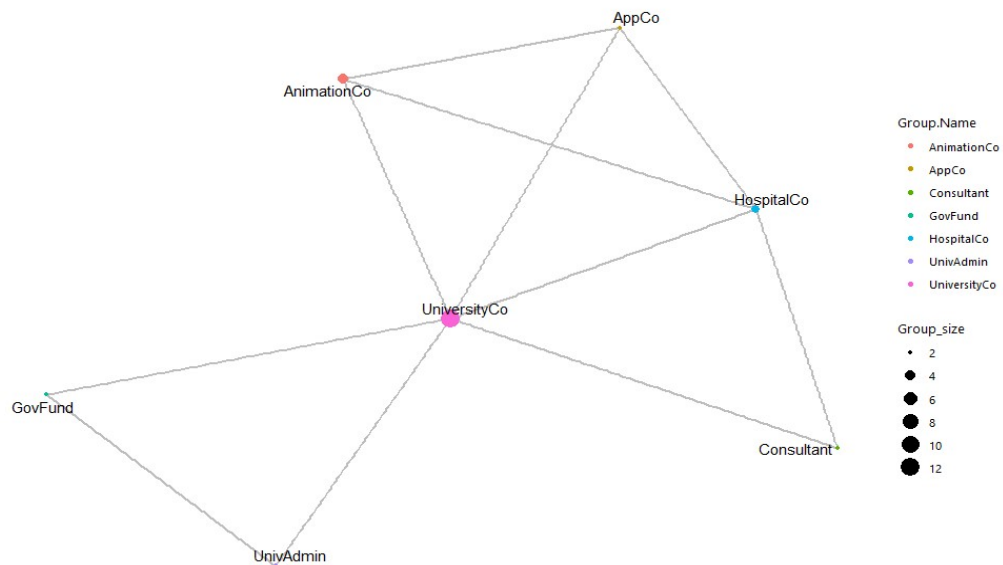 AppCo
AnimationCo
HospitalCo
UniversityCo
GovFund
Consultant
UnivAdmin
Group.Name
AnimationCo
AppCo
Consultant
GovFund
HospitalCo
UnivAdmin
UniversityCo
Group_size
2
4
6
8
10
12